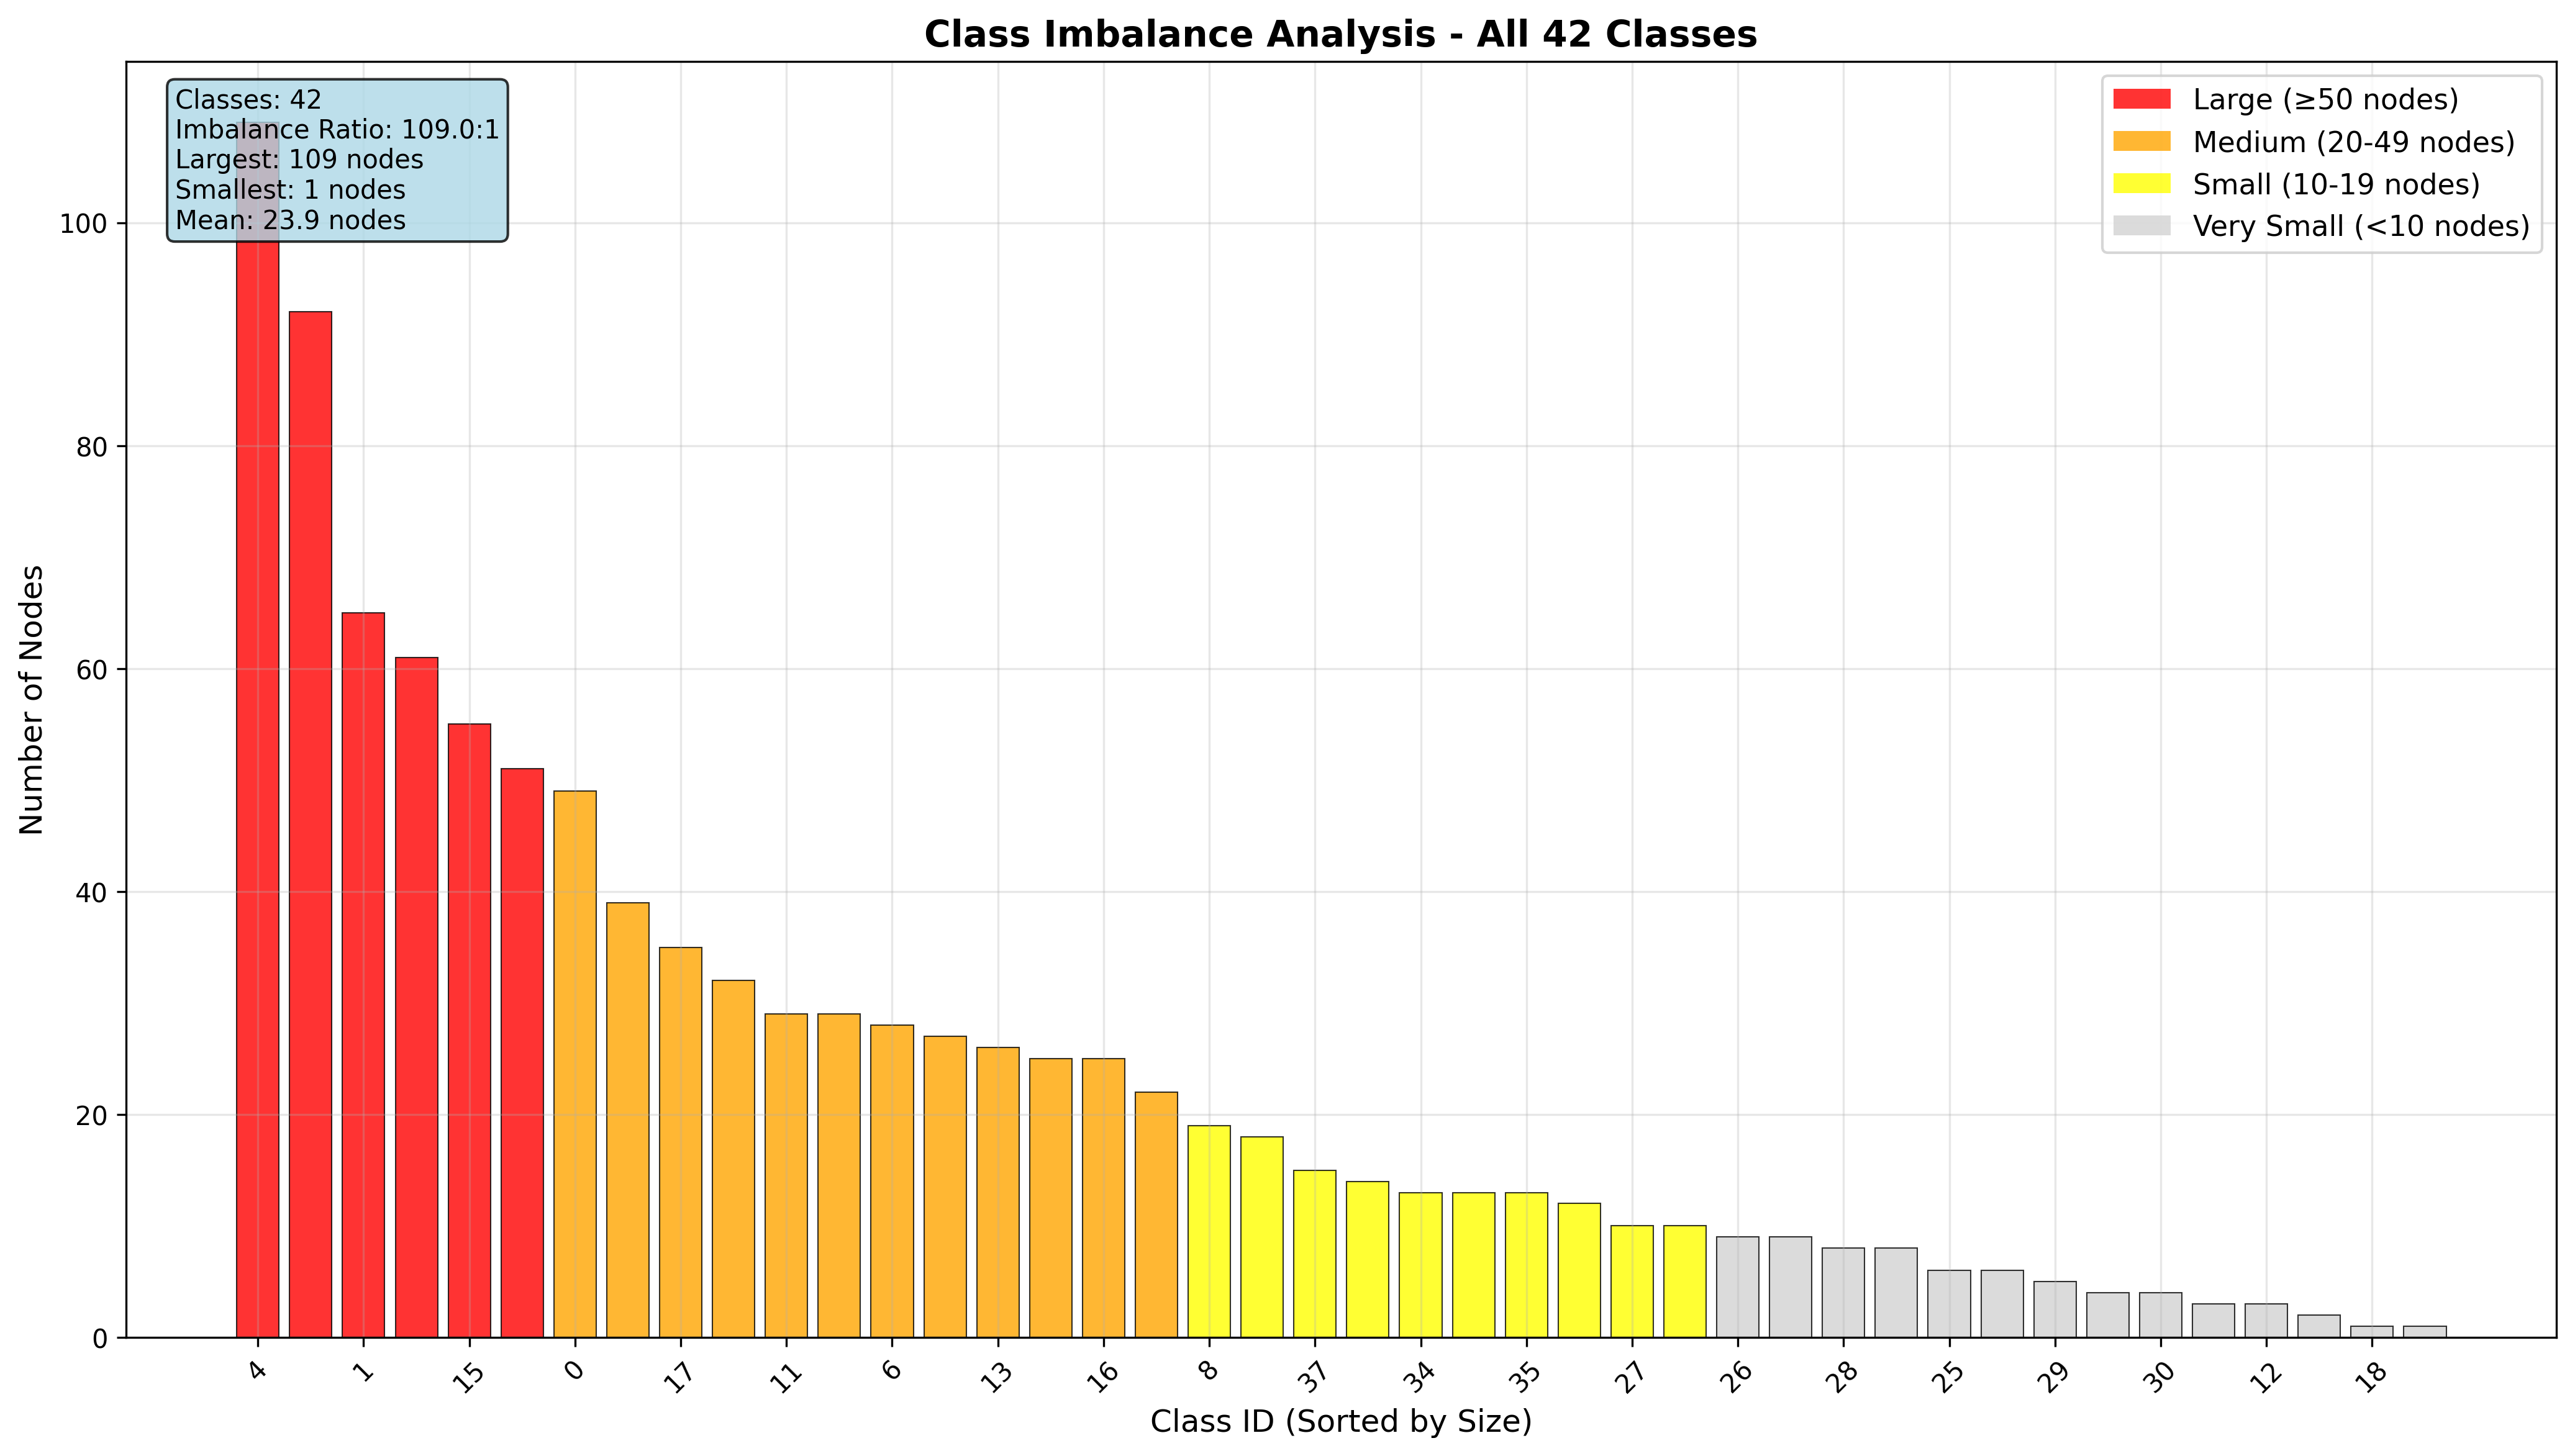 Class Imbalance Analysis - All 42 Classes
Classes: 42
Imbalance Ratio: 109.0:1
Largest: 109 nodes
Smallest: 1 nodes
Mean: 23.9 nodes
Large (≥50 nodes)
Medium (20-49 nodes)
Small (10-19 nodes)
Very Small (<10 nodes)
Number of Nodes
100
80
60
40
20
0
4 1 15 0 17 11 6 13 16 8 37 34 35 27 26 28 25 29 30 12 18
Class ID (Sorted by Size)